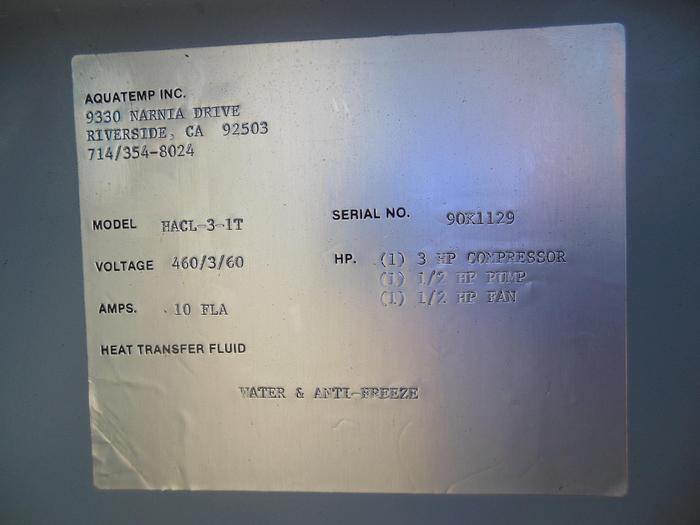 AQUATEMP INC.
9330 NARNIA DRIVE
RIVERSIDE, CA 92503
714/354-8024
MODEL HACL-3-1T
SERIAL NO. 90K1129
VOLTAGE 460/3/60
HP. (1) 3 HP COMPRESSOR
(1) 1/2 HP PUMP
(1) 1/2 HP FAN
AMPS. 10 FLA
HEAT TRANSFER FLUID
WATER & ANTI-FREEZE